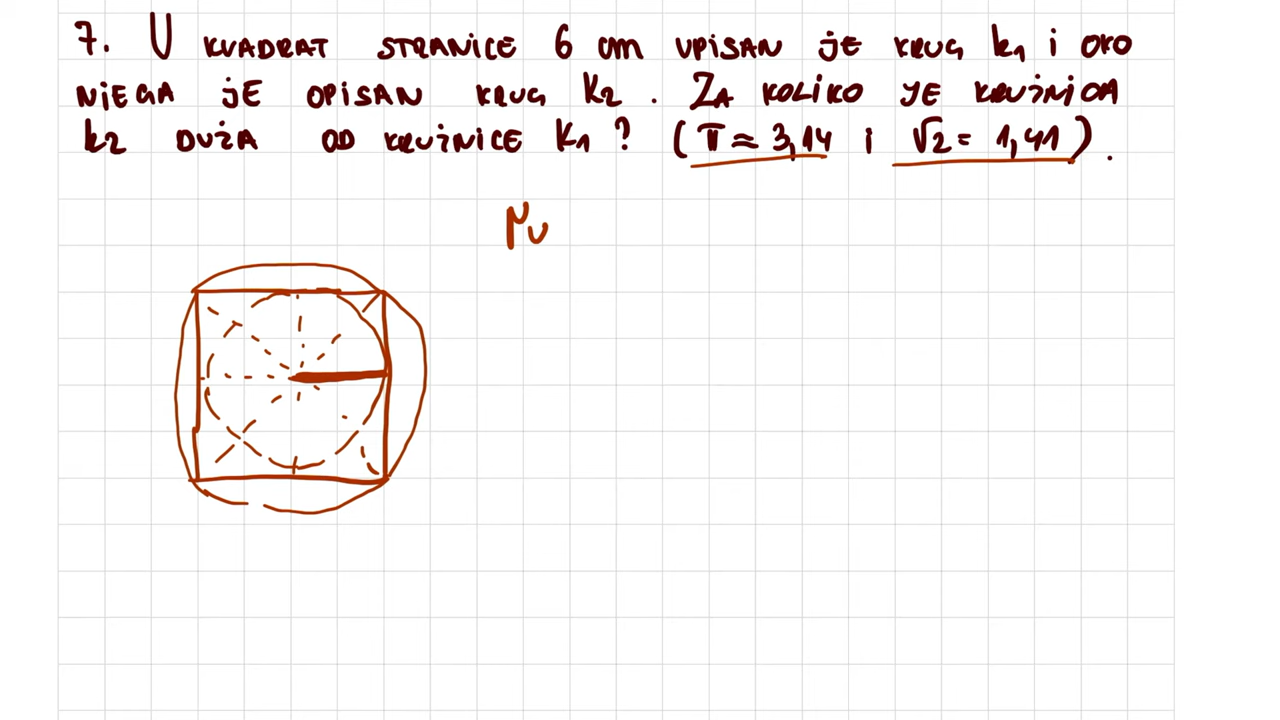 7. U KVADRAT STRANICE 6 cm UPISAN JE KRUG k1 i OKO
NJEGA JE OPISAN KRUG k2. ZA KOLIKO JE KRUŽNICA
k2 DUŽA OD KRUŽNICE k1? (π≈3,14 i √2=1,41).
ru